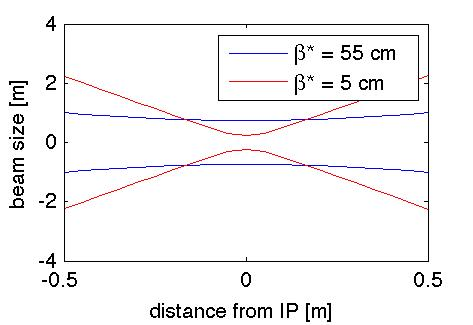 4
β* = 55 cm
2
β* = 5 cm
0
beam size [m]
-2
-4
-0.5 0 0.5
distance from IP [m]